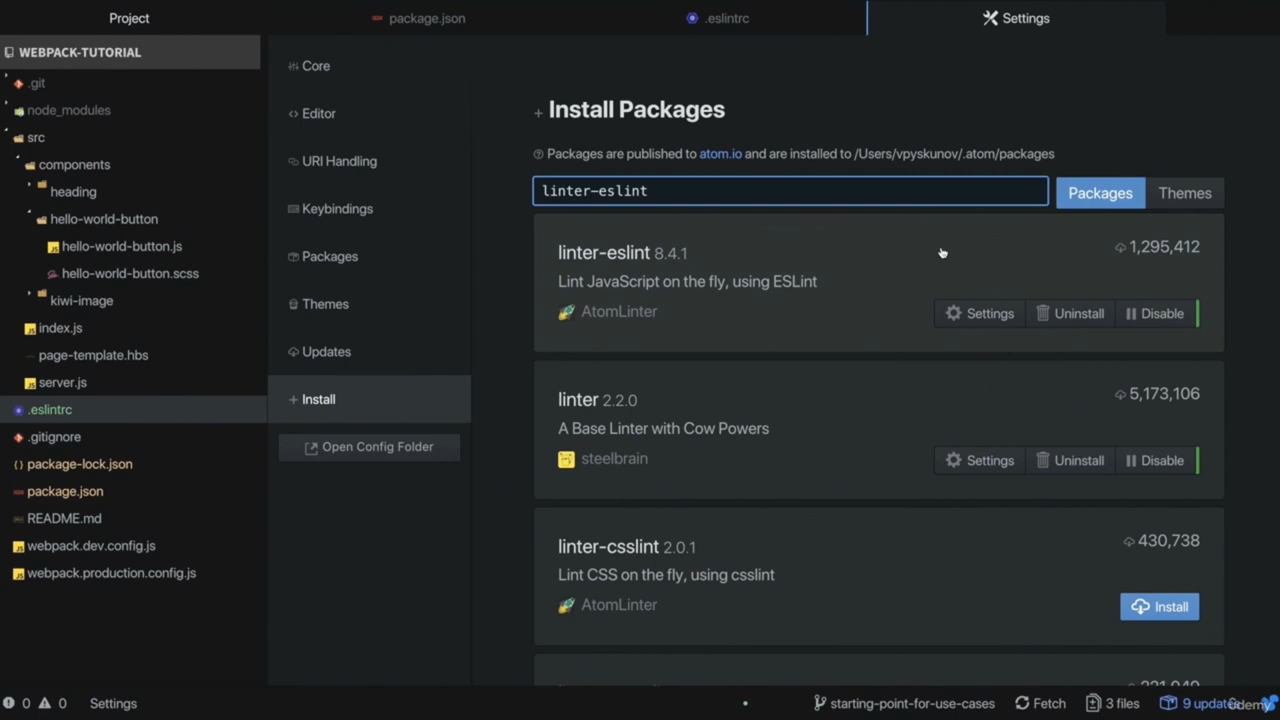 Project
package.json
.eslintrc
Settings
WEBPACK-TUTORIAL
.git
node_modules
src
components
heading
hello-world-button
hello-world-button.js
hello-world-button.scss
kiwi-image
index.js
page-template.hbs
server.js
.eslintrc
.gitignore
package-lock.json
package.json
README.md
webpack.dev.config.js
webpack.production.config.js
Core
Editor
URI Handling
Keybindings
Packages
Themes
Updates
+ Install
Open Config Folder
+ Install Packages
Packages are published to atom.io and are installed to /Users/vpyskunov/.atom/packages
linter-eslint
Packages
Themes
linter-eslint 8.4.1
1,295,412
Lint JavaScript on the fly, using ESLint
AtomLinter
Settings
Uninstall
Disable
linter 2.2.0
5,173,106
A Base Linter with Cow Powers
steelbrain
Settings
Uninstall
Disable
linter-csslint 2.0.1
430,738
Lint CSS on the fly, using csslint
AtomLinter
Install
0
0
Settings
starting-point-for-use-cases
Fetch
3 files
9 updates
Udemy